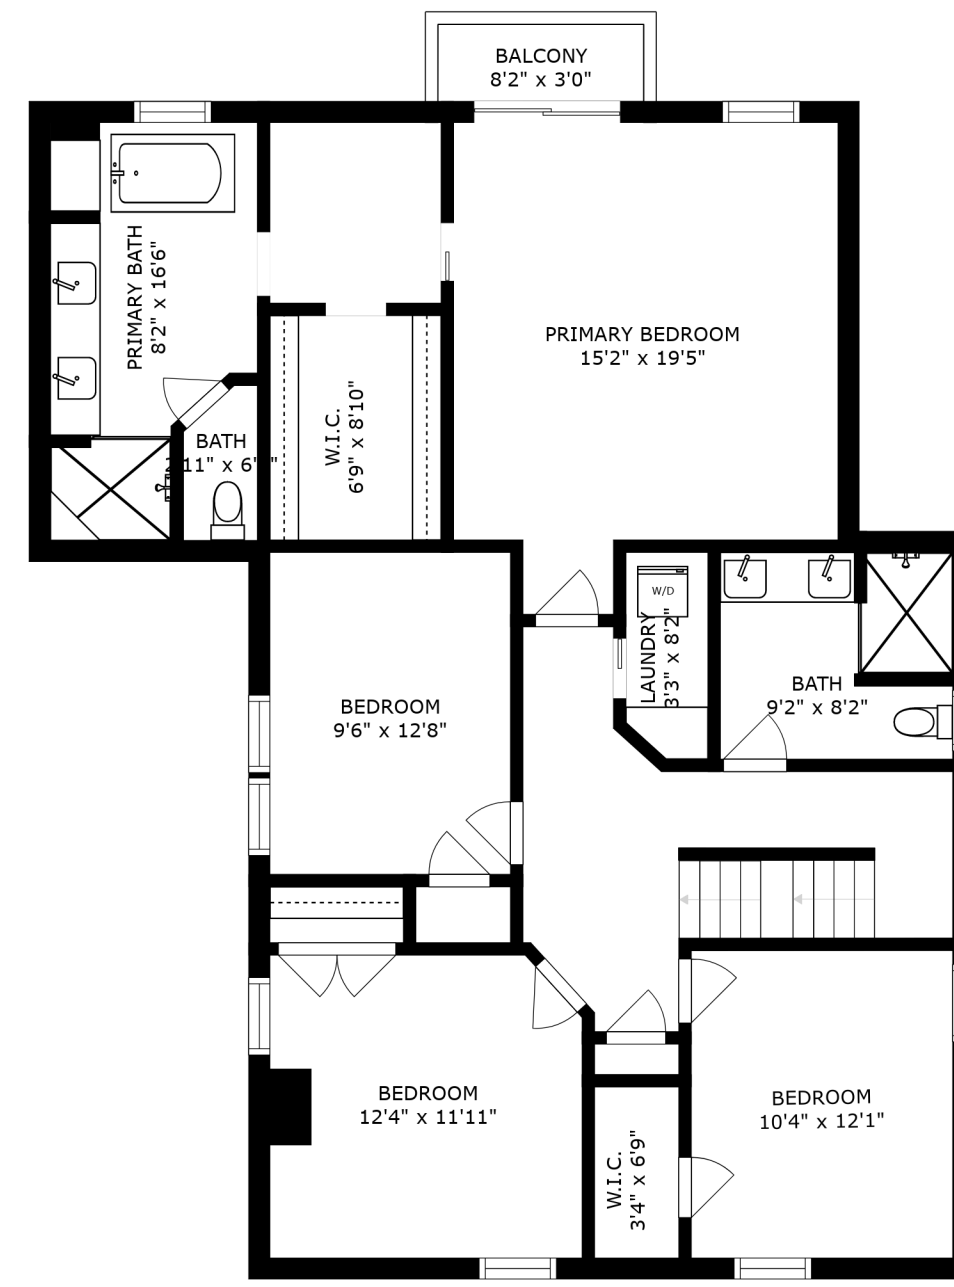 BALCONY
8'2" x 3'0"
PRIMARY BATH
8'2" x 16'6"
PRIMARY BEDROOM
15'2" x 19'5"
W.I.C.
6'9" x 8'10"
BATH
11" x 6'
W/D
LAUNDRY
3'3" x 8'2"
BATH
9'2" x 8'2"
BEDROOM
9'6" x 12'8"
BEDROOM
12'4" x 11'11"
BEDROOM
10'4" x 12'1"
W.I.C.
3'4" x 6'9"